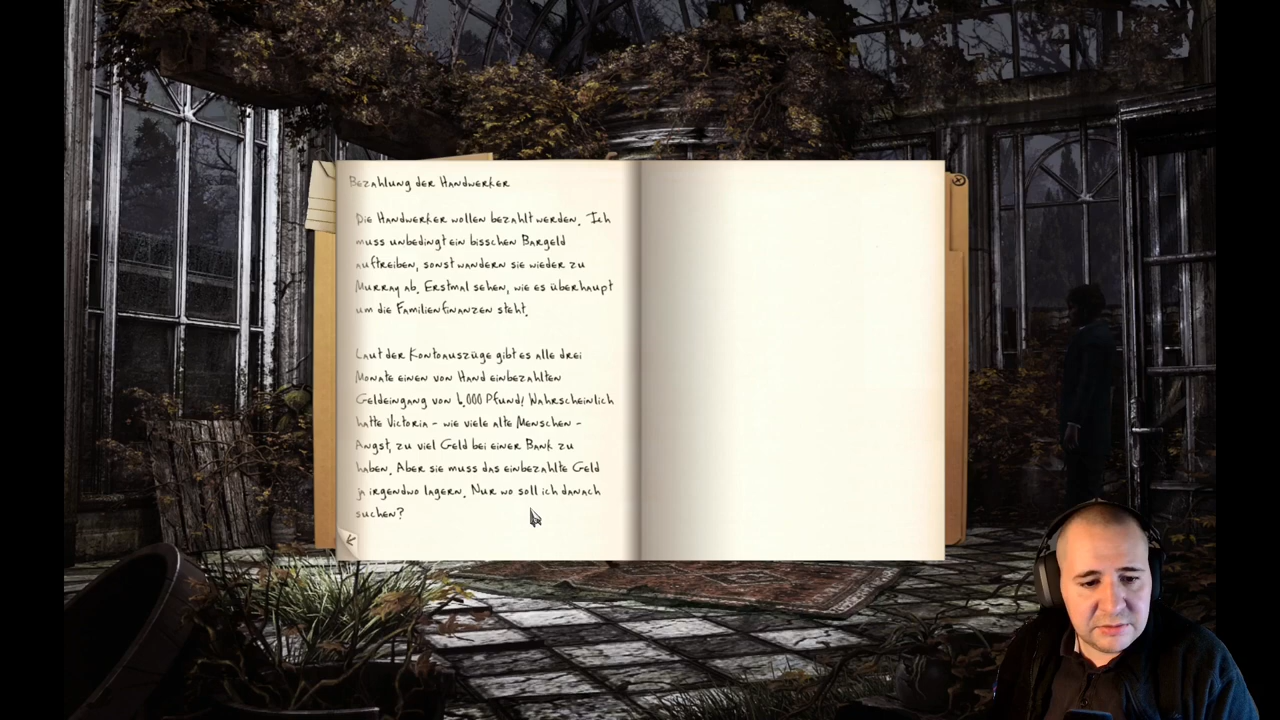 Bezahlung der Handwerker
Die Handwerker wollen bezahlt werden. Ich
muss unbedingt ein bisschen Bargeld
auftreiben, sonst wandern sie wieder zu
Murray ab. Erstmal sehen, wie es überhaupt
um die Familienfinanzen steht.
Laut der Kontoauszüge gibt es alle drei
Monate einen von Hand einbezahlten
Geldeingang von 6.000 Pfund! Wahrscheinlich
hatte Victoria - wie viele alte Menschen -
Angst, zu viel Geld bei einer Bank zu
haben. Aber sie muss das einbezahlte Geld
ja irgendwo lagern. Nur wo soll ich danach
suchen?